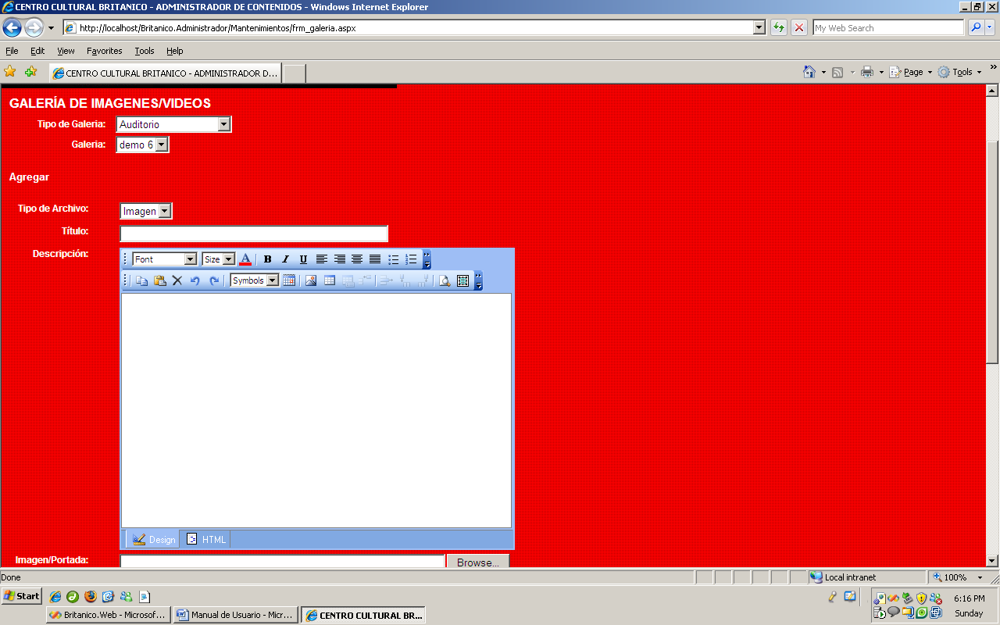 CENTRO CULTURAL BRITANICO - ADMINISTRADOR DE CONTENIDOS - Windows Internet Explorer
http://localhost/Britanico.Administrador/Mantenimientos/frm_galeria.aspx
My Web Search
File Edit View Favorites Tools Help
CENTRO CULTURAL BRITANICO - ADMINISTRADOR D...
Page Tools
GALERÍA DE IMAGENES/VIDEOS
Tipo de Galeria: Auditorio
Galeria: demo 6
Agregar
Tipo de Archivo: Imagen
Título:
Descripción:
Font Size A B I U
Symbols
Design HTML
Imagen/Portada: Browse...
Done Local intranet 100%
Start
6:16 PM
Britanico.Web - Microsof... Manual de Usuario - Micr... CENTRO CULTURAL BR... Sunday